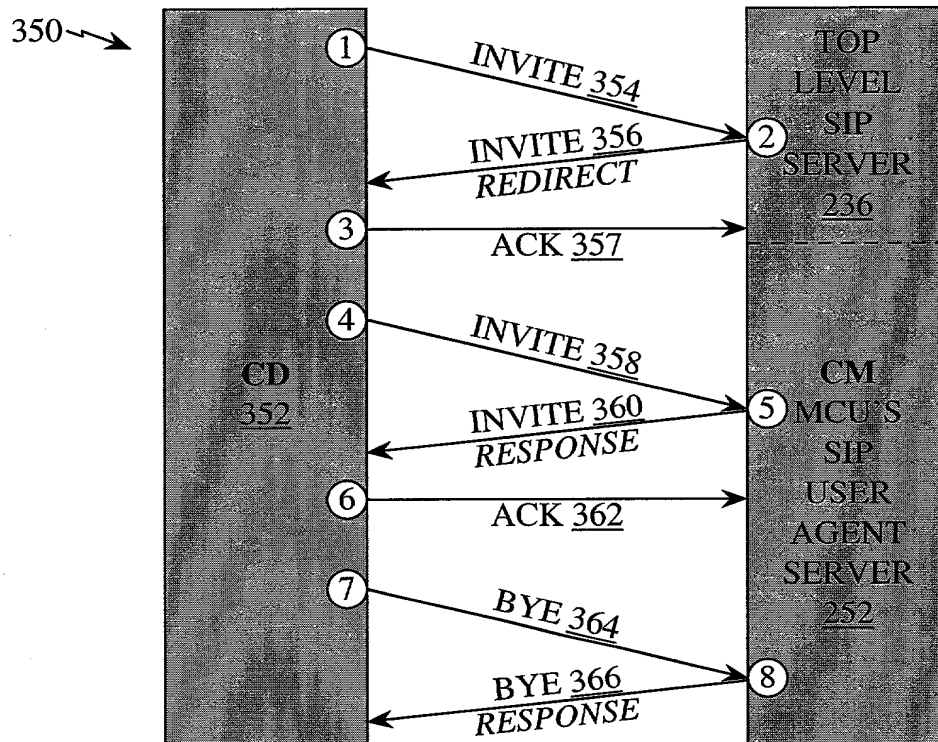 350
1
INVITE 354
TOP
LEVEL
SIP
SERVER
236
2
INVITE 356
REDIRECT
3
ACK 357
4
INVITE 358
CD
352
CM
MCU'S
SIP
USER
AGENT
SERVER
252
5
INVITE 360
RESPONSE
6
ACK 362
7
BYE 364
8
BYE 366
RESPONSE